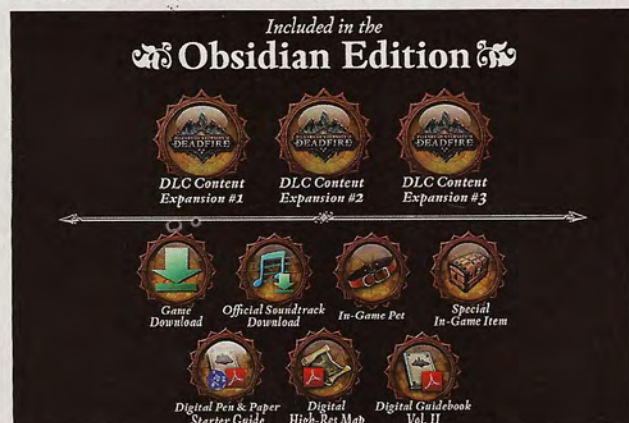 Included in the
Obsidian Edition
DEADFIRE
DEADFIRE
DEADFIRE
DLC Content
Expansion #1
DLC Content
Expansion #2
DLC Content
Expansion #3
Game
Download
Official Soundtrack
Download
In-Game Pet
Special
In-Game Item
Digital Pen & Paper
Starter Guide
Digital
High-Res Map
Digital Guidebook
Vol. II